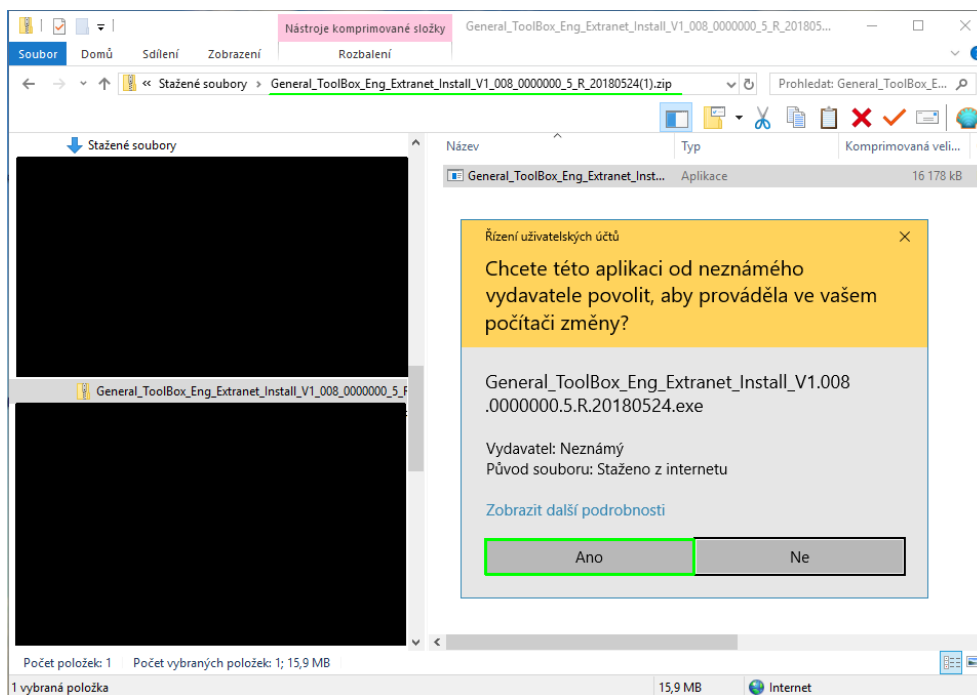 Nástroje komprimované složky
General_ToolBox_Eng_Extranet_Install_V1_008_0000000_5_R_201805...
Soubor
Domů
Sdílení
Zobrazení
Rozbalení
« Stažené soubory > General_ToolBox_Eng_Extranet_Install_V1_008_0000000_5_R_20180524(1).zip
Prohledat: General_ToolBox_E...
Stažené soubory
Název
Typ
Komprimovaná veli...
General_ToolBox_Eng_Extranet_Inst...
Aplikace
16 178 kB
Řízení uživatelských účtů
Chcete této aplikaci od neznámého
vydavatele povolit, aby prováděla ve vašem
počítači změny?
General_ToolBox_Eng_Extranet_Install_V1.008
.0000000.5.R.20180524.exe
Vydavatel: Neznámý
Původ souboru: Staženo z internetu
Zobrazit další podrobnosti
Ano
Ne
General_ToolBox_Eng_Extranet_Install_V1_008_0000000_5_F
Počet položek: 1
Počet vybraných položek: 1; 15,9 MB
1 vybraná položka
15,9 MB
Internet